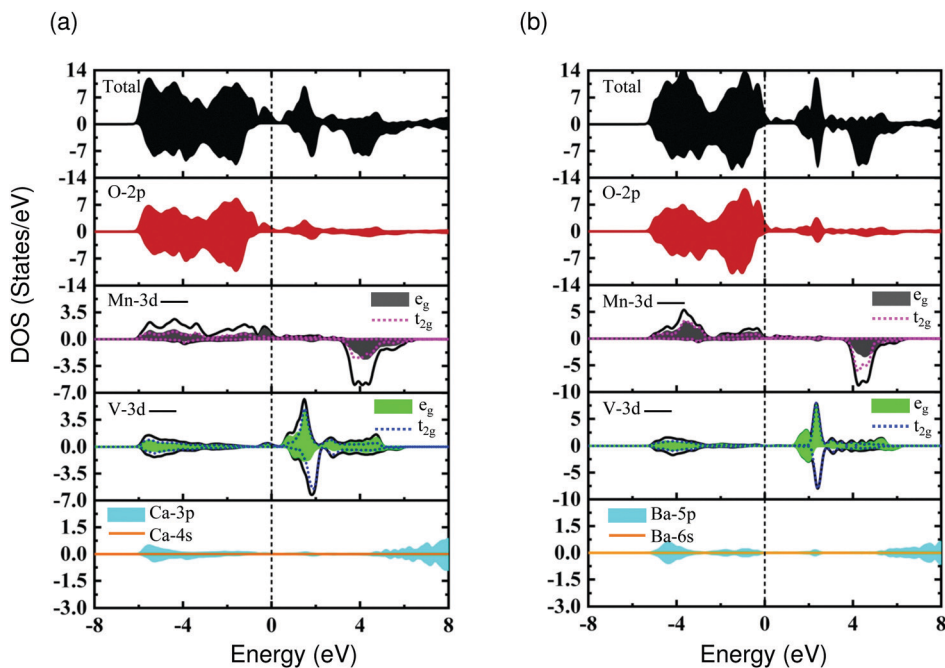 (a)
(b)
DOS (States/eV)
14
7
0
-7
-14
Total
7
0
-7
-14
O-2p
3.5
0.0
-3.5
-7.0
Mn-3d
e_g
t_2g
3.5
0.0
-3.5
-7.0
V-3d
e_g
t_2g
1.5
0.0
-1.5
-3.0
Ca-3p
Ca-4s
-8
-4
0
4
8
Energy (eV)
14
7
0
-7
-14
Total
7
0
-7
-14
O-2p
5
0
-5
-10
Mn-3d
e_g
t_2g
5
0
-5
-10
V-3d
e_g
t_2g
1.5
0.0
-1.5
-3.0
Ba-5p
Ba-6s
-8
-4
0
4
8
Energy (eV)